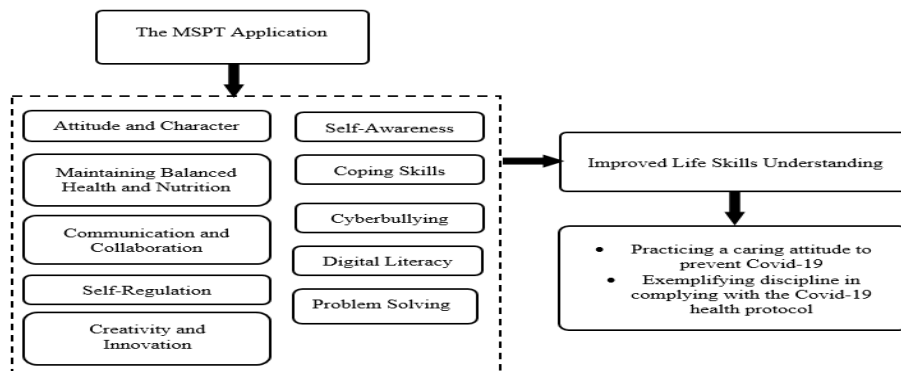 The MSPT Application
Attitude and Character
Maintaining Balanced
Health and Nutrition
Communication and
Collaboration
Self-Regulation
Creativity and
Innovation
Self-Awareness
Coping Skills
Cyberbullying
Digital Literacy
Problem Solving
Improved Life Skills Understanding
• Practicing a caring attitude to
prevent Covid-19
• Exemplifying discipline in
complying with the Covid-19
health protocol